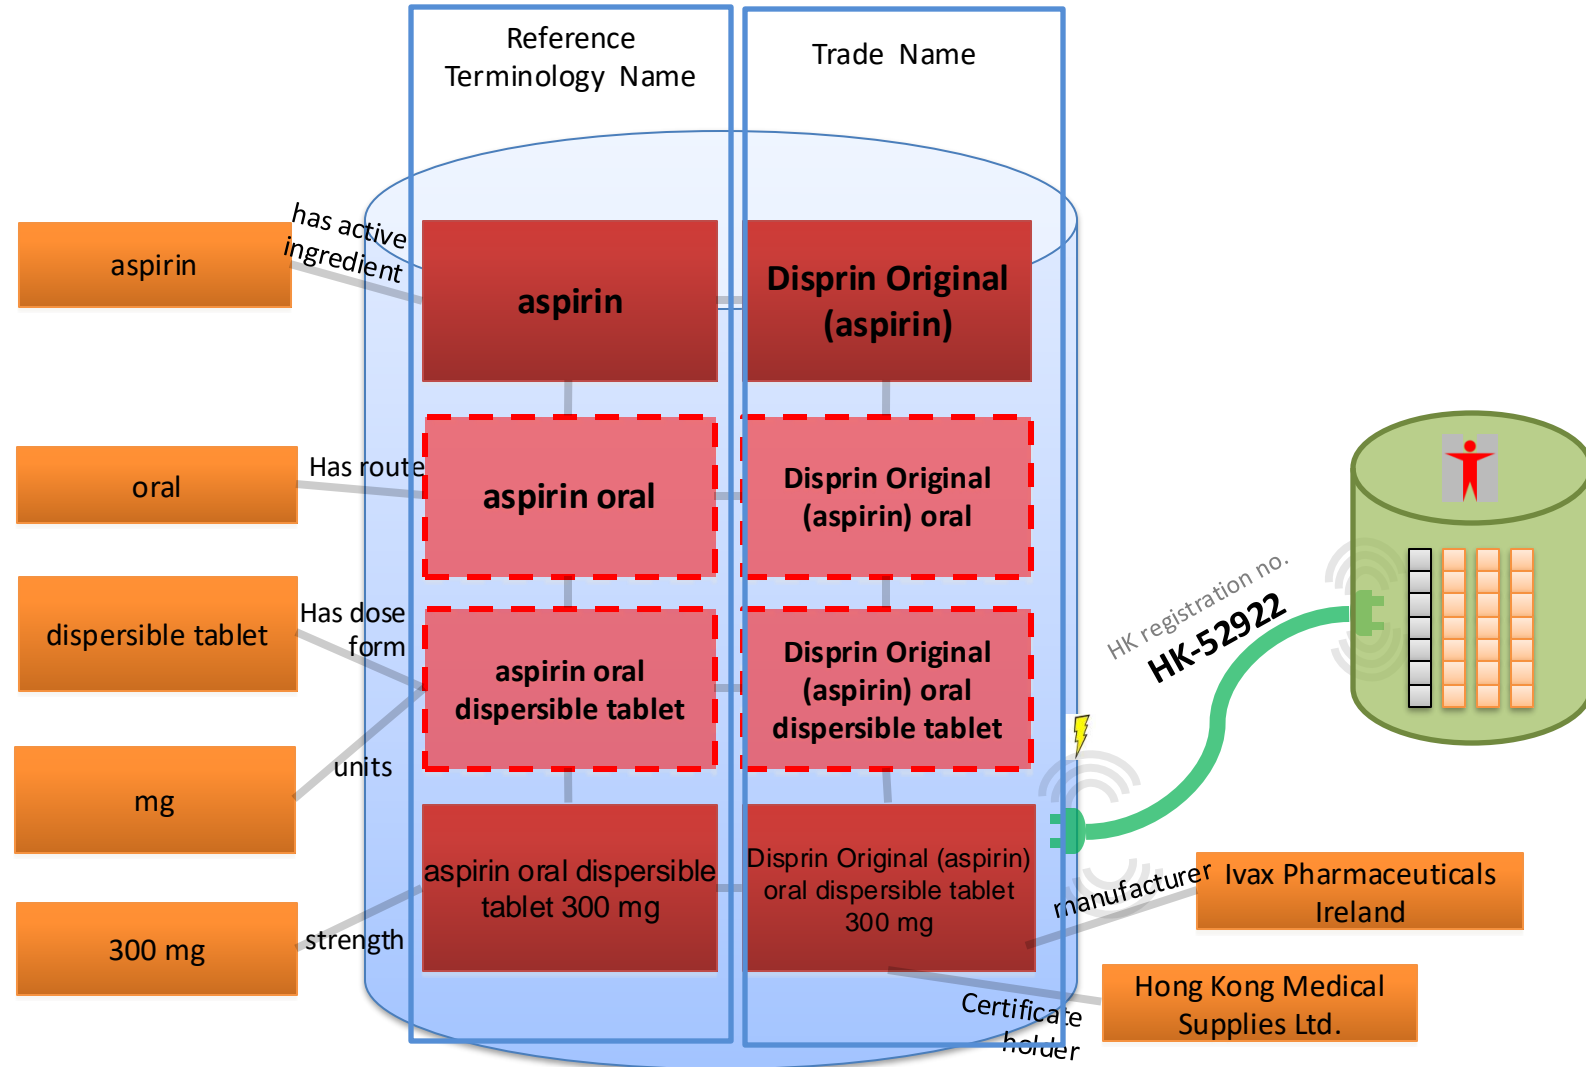 Reference
Terminology Name
Trade Name
has active
ingredient
aspirin
aspirin
Disprin Original
(aspirin)
oral
Has route
aspirin oral
Disprin Original
(aspirin) oral
dispersible tablet
Has dose
form
aspirin oral
dispersible tablet
Disprin Original
(aspirin) oral
dispersible tablet
HK registration no.
HK-52922
mg
units
300 mg
strength
aspirin oral dispersible
tablet 300 mg
Disprin Original (aspirin)
oral dispersible tablet
300 mg
manufacturer
Ivax Pharmaceuticals
Ireland
Certificate
holder
Hong Kong Medical
Supplies Ltd.